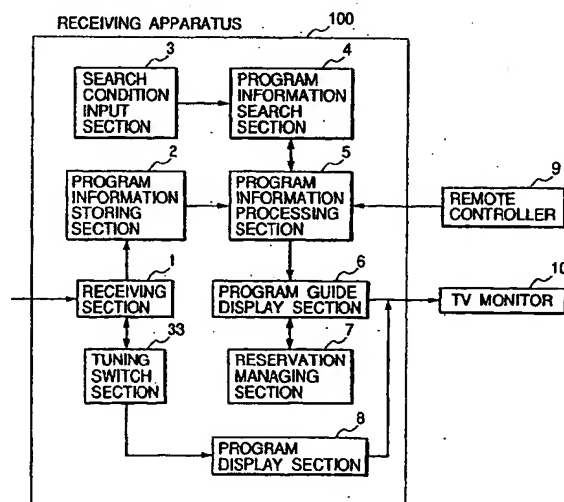 RECEIVING APPARATUS
100
3
SEARCH
CONDITION
INPUT
SECTION
4
PROGRAM
INFORMATION
SEARCH
SECTION
2
PROGRAM
INFORMATION
STORING
SECTION
5
PROGRAM
INFORMATION
PROCESSING
SECTION
9
REMOTE
CONTROLLER
1
RECEIVING
SECTION
6
PROGRAM GUIDE
DISPLAY SECTION
10
TV MONITOR
33
TUNING
SWITCH
SECTION
7
RESERVATION
MANAGING
SECTION
8
PROGRAM
DISPLAY SECTION